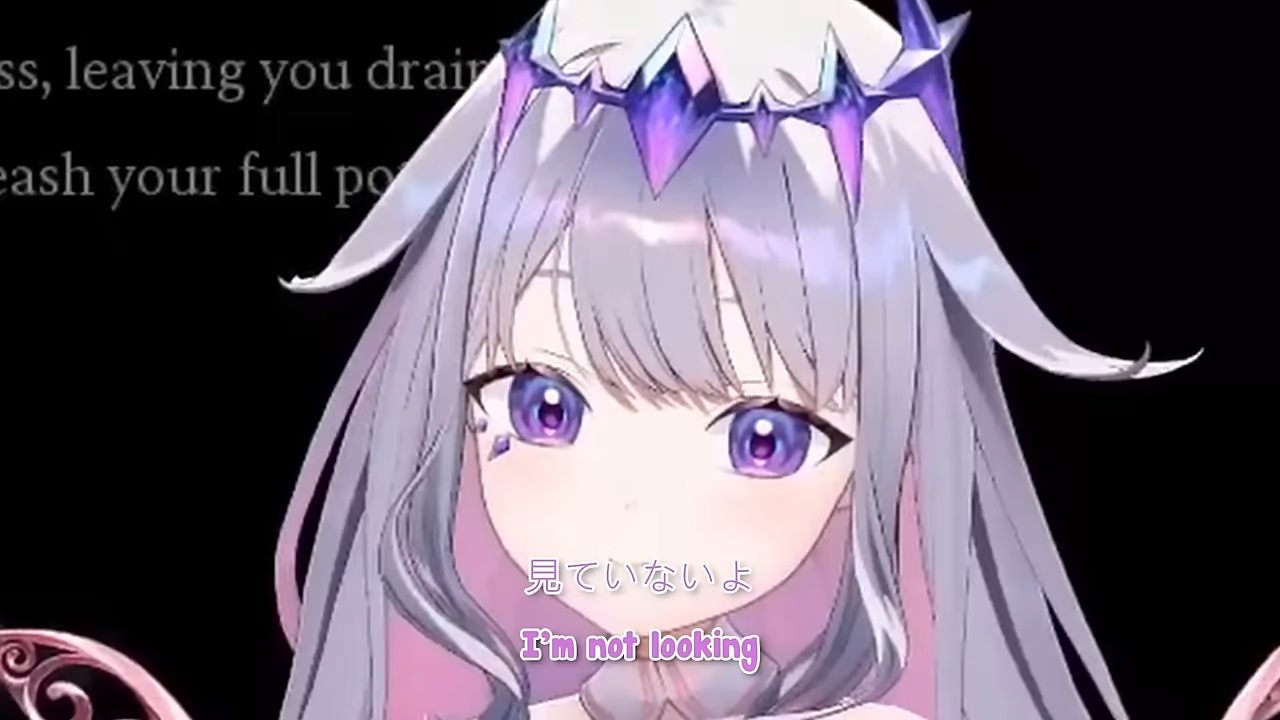 ss, leaving you drain
eash your full po
見ていないよ
I'm not looking